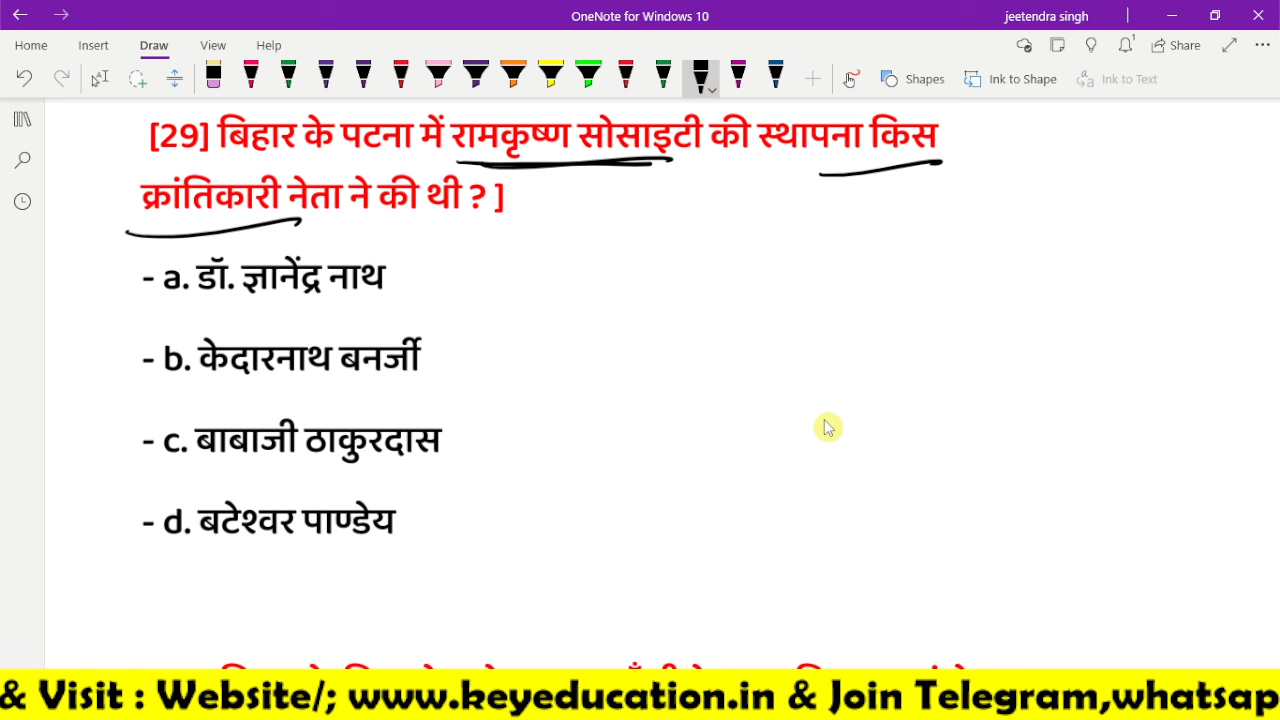 OneNote for Windows 10
jeetendra singh
Home Insert Draw View Help
Share
Shapes Ink to Shape Ink to Text
[29] बिहार के पटना में रामकृष्ण सोसाइटी की स्थापना किस
क्रांतिकारी नेता ने की थी ? ]
- a. डॉ. ज्ञानेंद्र नाथ
- b. केदारनाथ बनर्जी
- c. बाबाजी ठाकुरदास
- d. बटेश्वर पाण्डेय
& Visit : Website/; www.keyeducation.in & Join Telegram,whatsap